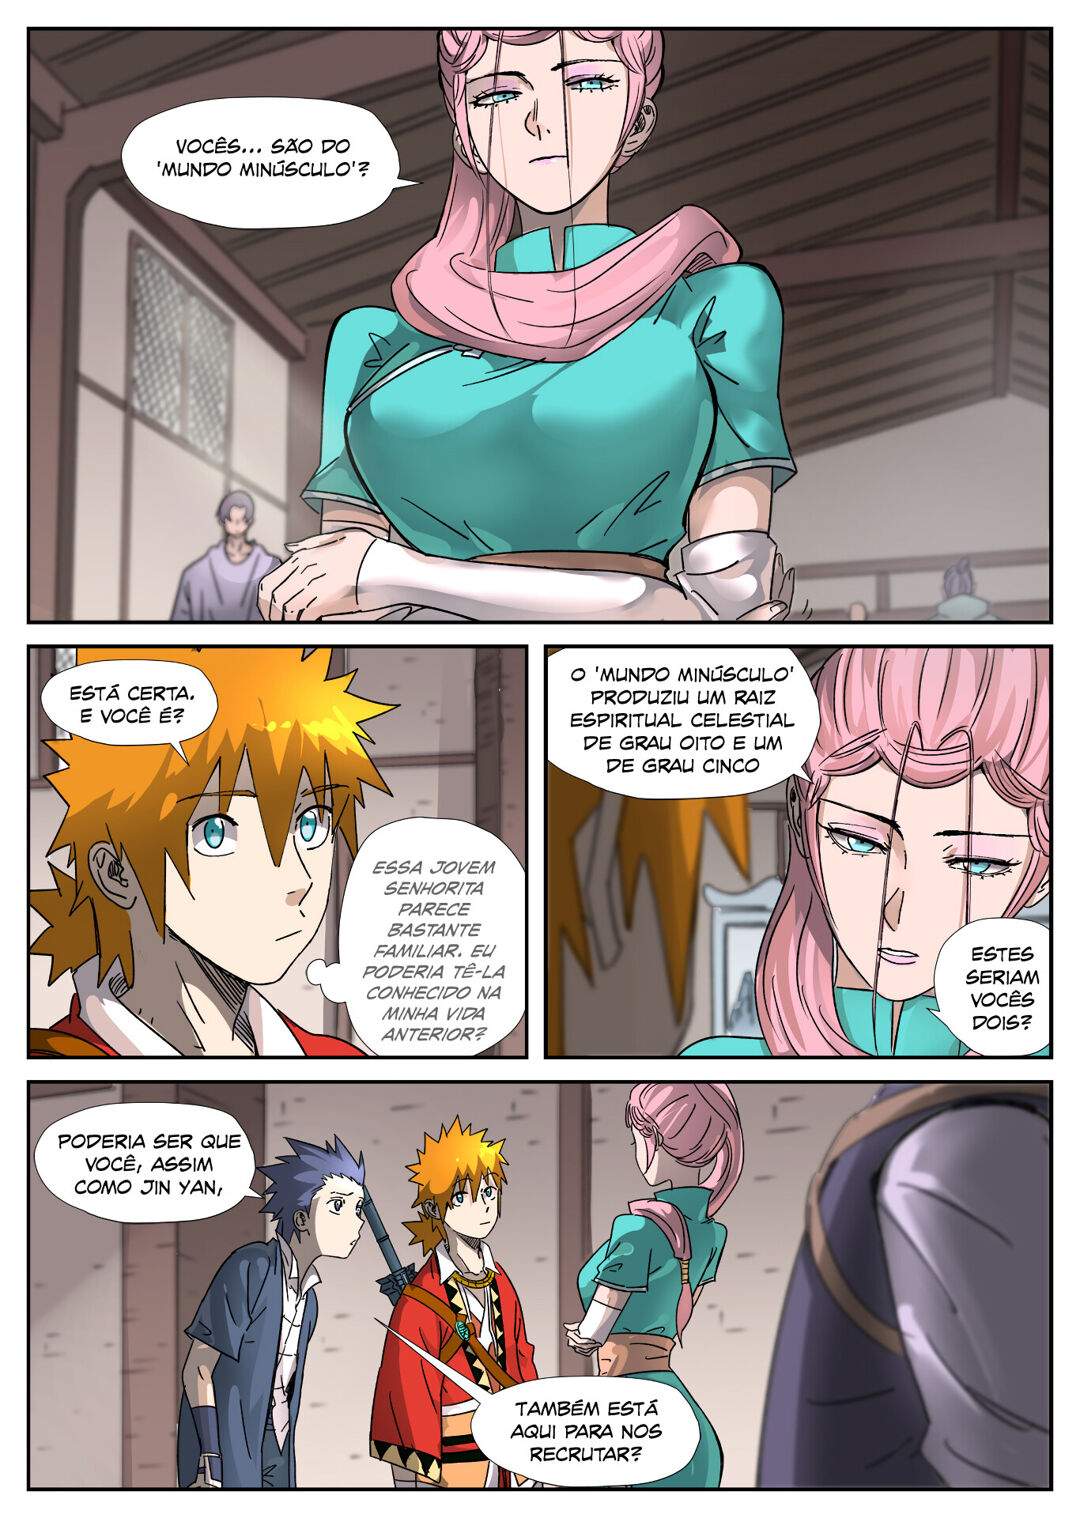 VOCÊS... SÃO DO
'MUNDO MINÚSCULO'?
ESTÁ CERTA.
E VOCÊ É?
ESSA JOVEM
SENHORITA
PARECE
BASTANTE
FAMILIAR. EU
PODERIA TÊ-LA
CONHECIDO NA
MINHA VIDA
ANTERIOR?
O 'MUNDO MINÚSCULO'
PRODUZIU UM RAIZ
ESPIRITUAL CELESTIAL
DE GRAU OITO E UM
DE GRAU CINCO
ESTES
SERIAM
VOCÊS
DOIS?
PODERIA SER QUE
VOCÊ, ASSIM
COMO JIN YAN,
TAMBÉM ESTÁ
AQUI PARA NOS
RECRUTAR?